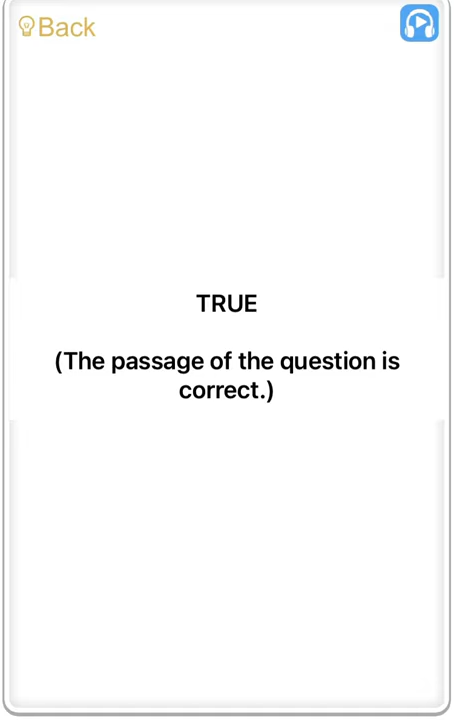 Back
TRUE
(The passage of the question is
correct.)